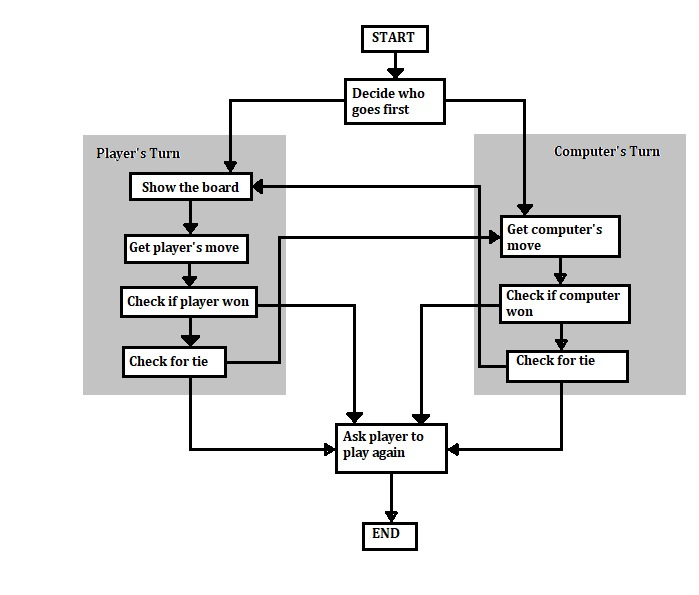 START
Decide who
goes first
Player's Turn
Show the board
Get player's move
Check if player won
Check for tie
Computer's Turn
Get computer's
move
Check if computer
won
Check for tie
Ask player to
play again
END